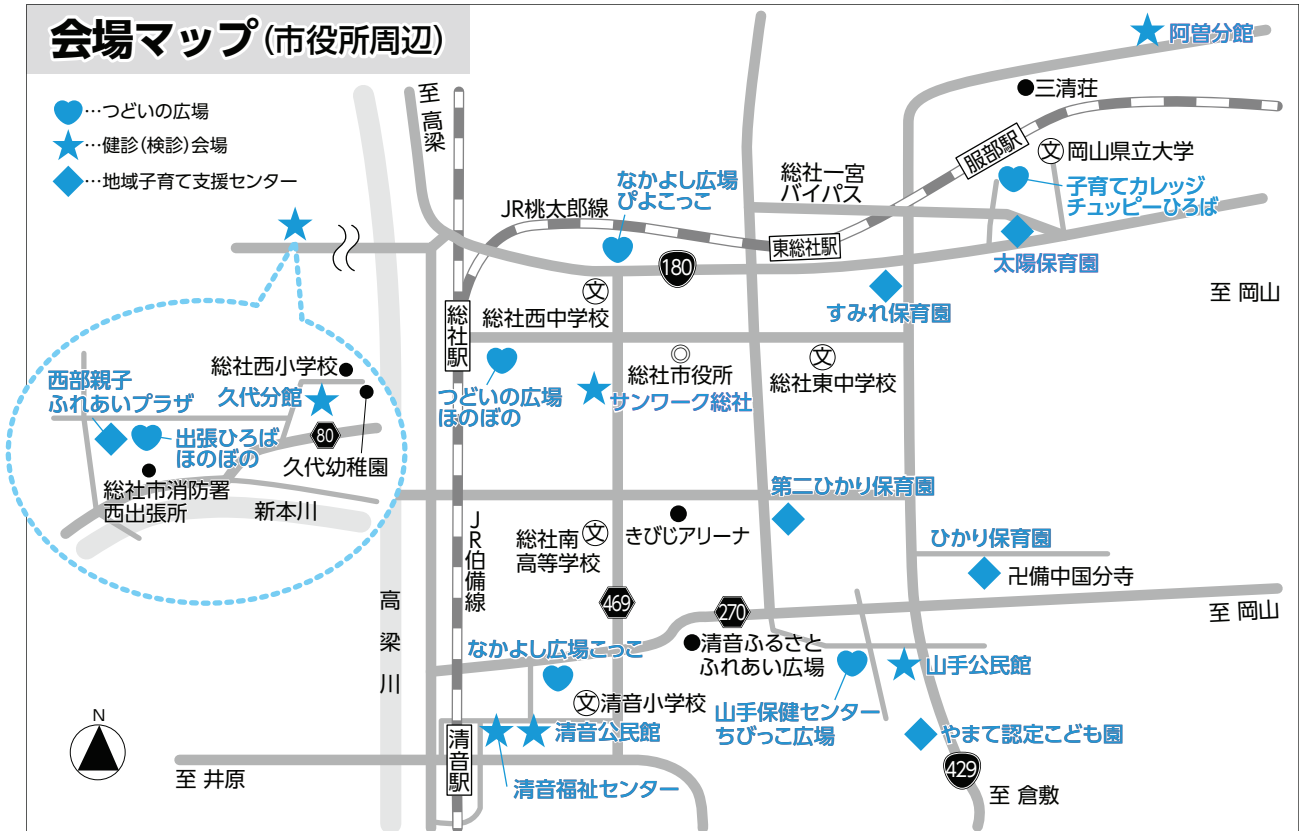 会場マップ(市役所周辺)
…つどいの広場
…健診(検診)会場
…地域子育て支援センター
至 高梁
阿曽分館
三清荘
服部駅
文 岡山県立大学
子育てカレッジ
チュッピーひろば
総社一宮
バイパス
なかよし広場
ぴよこっこ
JR桃太郎線
東総社駅
太陽保育園
180
至 岡山
すみれ保育園
文
総社西中学校
総社駅
総社市役所
文
総社東中学校
つどいの広場
ほのぼの
サンワーク総社
総社西小学校
久代分館
西部親子
ふれあいプラザ
出張ひろば
ほのぼの
80
久代幼稚園
総社市消防署
西出張所
新本川
第二ひかり保育園
JR伯備線
総社南
高等学校
文
きびじアリーナ
ひかり保育園
卍備中国分寺
高梁川
469
270
至 岡山
清音ふるさと
ふれあい広場
なかよし広場こっこ
山手公民館
文清音小学校
山手保健センター
ちびっこ広場
清音公民館
やまて認定こども園
清音駅
清音福祉センター
429
至 倉敷
至 井原
N